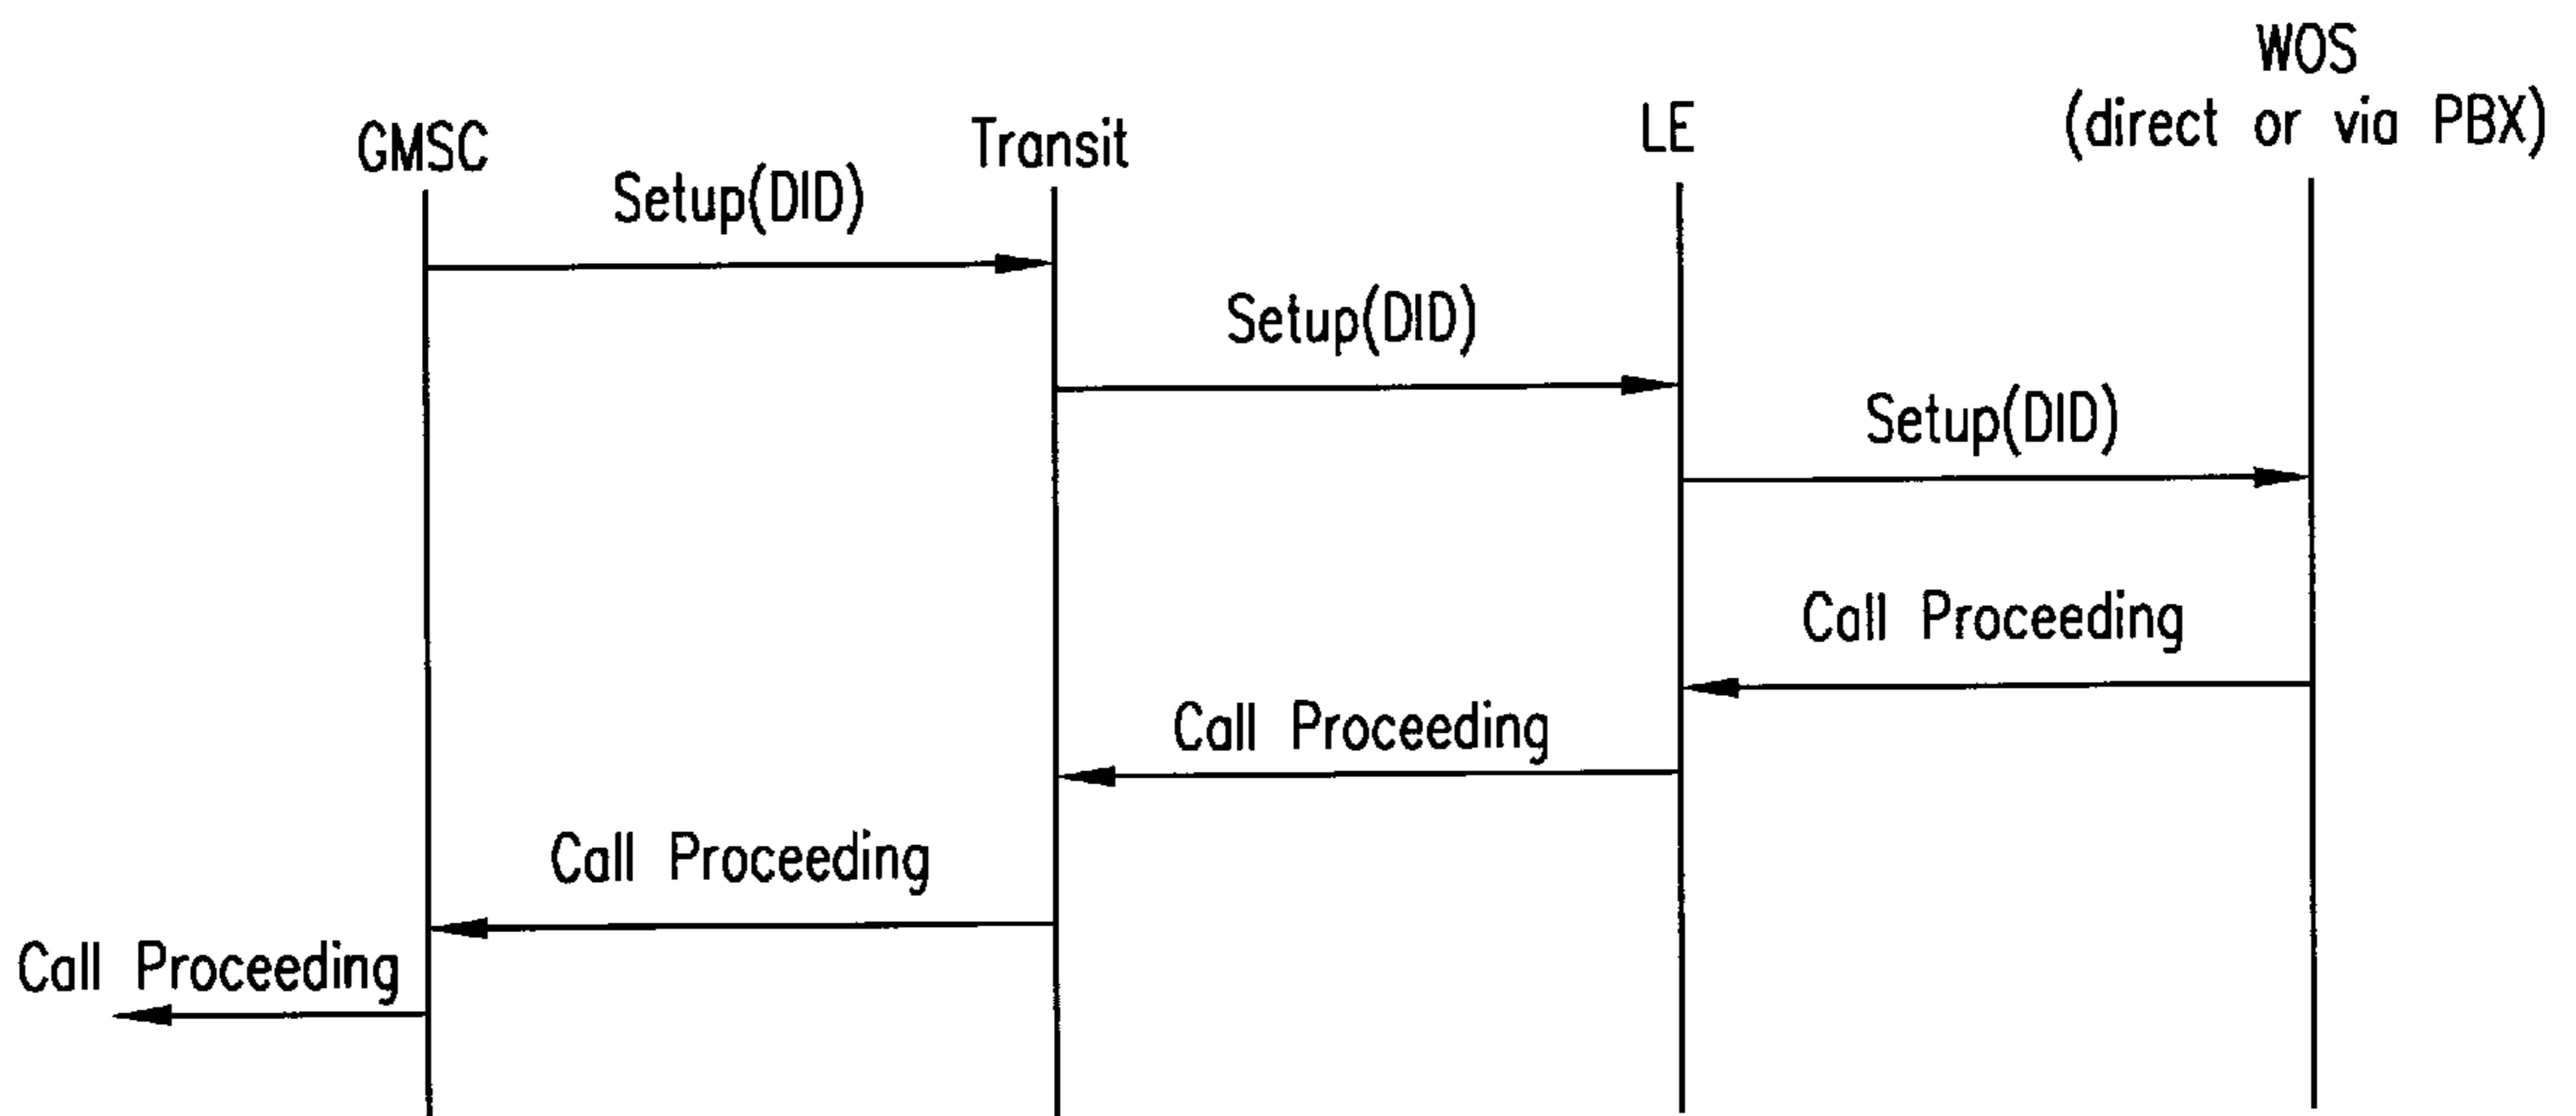 WOS
(direct or via PBX)
GMSC
Transit
LE
Setup(DID)
Setup(DID)
Setup(DID)
Call Proceeding
Call Proceeding
Call Proceeding
Call Proceeding